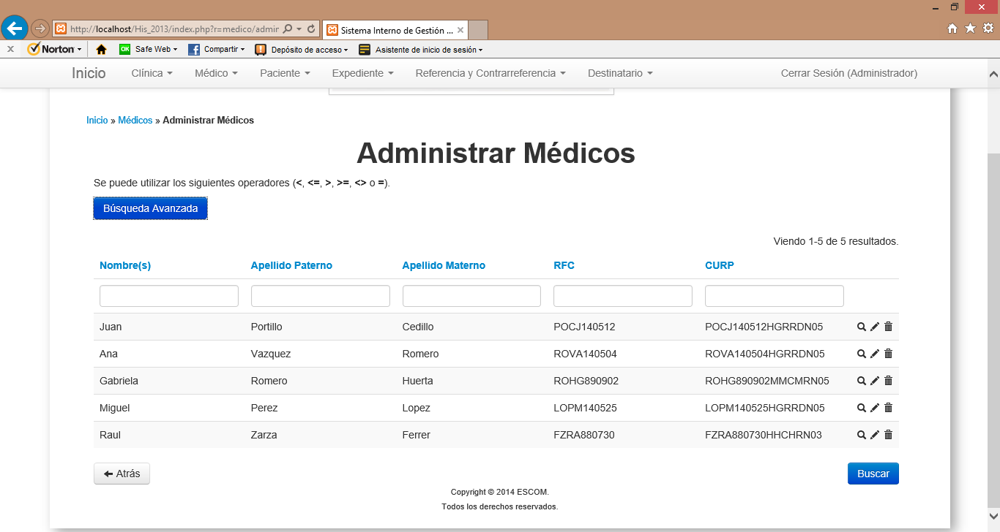 http://localhost/His_2013/index.php?r=medico/admir
Sistema Interno de Gestión ...
x Norton OK Safe Web Compartir Depósito de acceso Asistente de inicio de sesión
Inicio Clínica Médico Paciente Expediente Referencia y Contrarreferencia Destinatario Cerrar Sesión (Administrador)
Inicio » Médicos » Administrar Médicos
Administrar Médicos
Se puede utilizar los siguientes operadores (<, <=, >, >=, <> o =).
Búsqueda Avanzada
Viendo 1-5 de 5 resultados.
Nombre(s) Apellido Paterno Apellido Materno RFC CURP
Juan Portillo Cedillo POCJ140512 POCJ140512HGRRDN05
Ana Vazquez Romero ROVA140504 ROVA140504HGRRDN05
Gabriela Romero Huerta ROHG890902 ROHG890902MMCMRN05
Miguel Perez Lopez LOPM140525 LOPM140525HGRRDN05
Raul Zarza Ferrer FZRA880730 FZRA880730HHCHRN03
Atrás Buscar
Copyright © 2014 ESCOM.
Todos los derechos reservados.